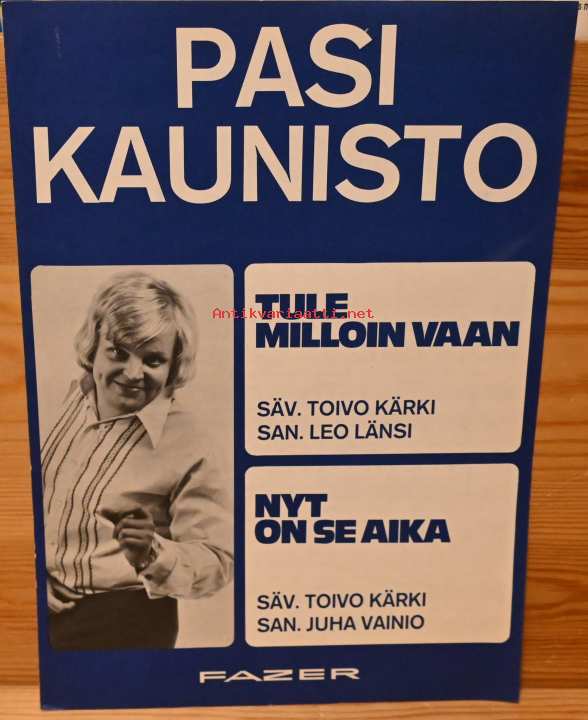 PASI
KAUNISTO
TULE
MILLOIN VAAN
Antikvariaatti.net
SÄV. TOIVO KÄRKI
SAN. LEO LÄNSI
NYT
ON SE AIKA
SÄV. TOIVO KÄRKI
SAN. JUHA VAINIO
FAZER